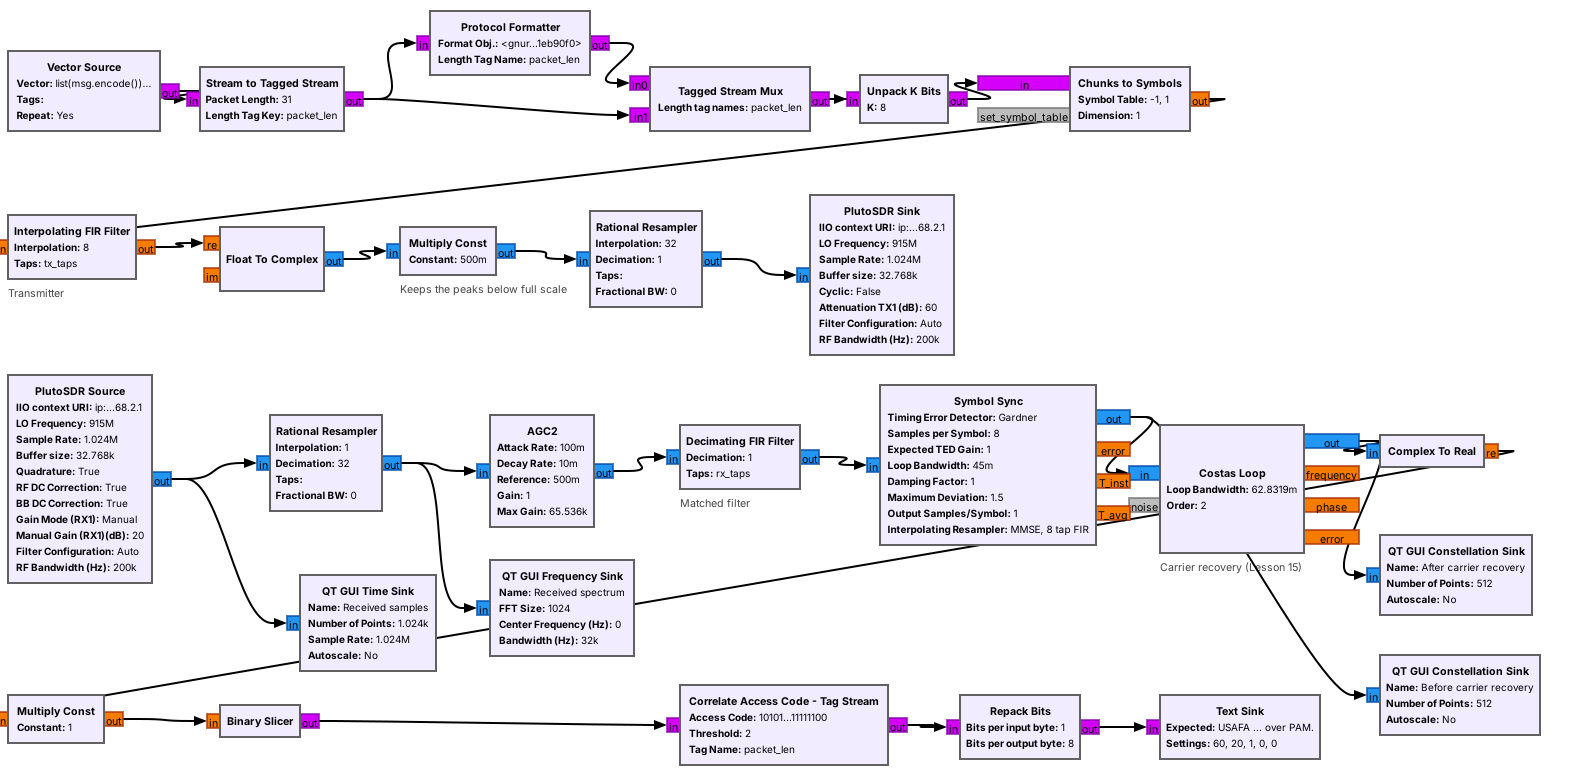 Protocol Formatter
Format Obj.: <gnur...1eb90f0>
Length Tag Name: packet_len
in
out
Vector Source
Vector: list(msg.encode())...
Tags:
Repeat: Yes
out
Stream to Tagged Stream
Packet Length: 31
Length Tag Key: packet_len
in
out
Tagged Stream Mux
Length tag names: packet_len
in0
in1
out
Unpack K Bits
K: 8
in
out
Chunks to Symbols
Symbol Table: -1, 1
Dimension: 1
in
set_symbol_table
out
Interpolating FIR Filter
Interpolation: 8
Taps: tx_taps
out
Transmitter
Float To Complex
re
im
out
Multiply Const
Constant: 500m
in
out
Keeps the peaks below full scale
Rational Resampler
Interpolation: 32
Decimation: 1
Taps:
Fractional BW: 0
in
out
PlutoSDR Sink
IIO context URI: ip:...68.2.1
LO Frequency: 915M
Sample Rate: 1.024M
Buffer size: 32.768k
Cyclic: False
Attenuation TX1 (dB): 60
Filter Configuration: Auto
RF Bandwidth (Hz): 200k
in
PlutoSDR Source
IIO context URI: ip:...68.2.1
LO Frequency: 915M
Sample Rate: 1.024M
Buffer size: 32.768k
Quadrature: True
RF DC Correction: True
BB DC Correction: True
Gain Mode (RX1): Manual
Manual Gain (RX1)(dB): 20
Filter Configuration: Auto
RF Bandwidth (Hz): 200k
out
Rational Resampler
Interpolation: 1
Decimation: 32
Taps:
Fractional BW: 0
in
out
AGC2
Attack Rate: 100m
Decay Rate: 10m
Reference: 500m
Gain: 1
Max Gain: 65.536k
in
out
Decimating FIR Filter
Decimation: 1
Taps: rx_taps
in
out
Matched filter
Symbol Sync
Timing Error Detector: Gardner
Samples per Symbol: 8
Expected TED Gain: 1
Loop Bandwidth: 45m
Damping Factor: 1
Maximum Deviation: 1.5
Output Samples/Symbol: 1
Interpolating Resampler: MMSE, 8 tap FIR
in
out
error
T_inst
T_avg
Costas Loop
Loop Bandwidth: 62.8319m
Order: 2
in
noise
out
frequency
phase
error
Carrier recovery (Lesson 15)
Complex To Real
in
re
QT GUI Constellation Sink
Name: After carrier recovery
Number of Points: 512
Autoscale: No
in
QT GUI Time Sink
Name: Received samples
Number of Points: 1.024k
Sample Rate: 1.024M
Autoscale: No
in
QT GUI Frequency Sink
Name: Received spectrum
FFT Size: 1024
Center Frequency (Hz): 0
Bandwidth (Hz): 32k
in
QT GUI Constellation Sink
Name: Before carrier recovery
Number of Points: 512
Autoscale: No
in
Multiply Const
Constant: 1
out
Binary Slicer
in
out
Correlate Access Code - Tag Stream
Access Code: 10101...11111100
Threshold: 2
Tag Name: packet_len
in
out
Repack Bits
Bits per input byte: 1
Bits per output byte: 8
in
out
Text Sink
Expected: USAFA ... over PAM.
Settings: 60, 20, 1, 0, 0
in